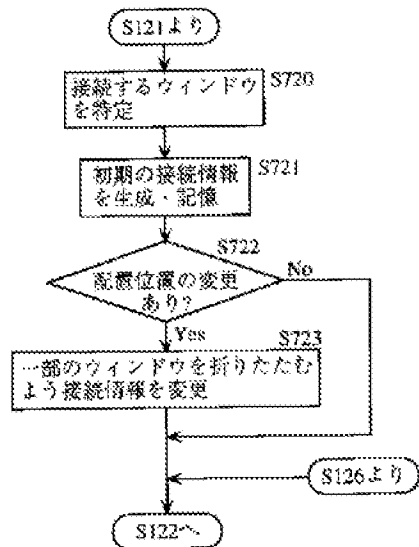 S121より
接続するウィンドウ
を特定
S720
初期の接続情報
を生成・記憶
S721
S722
配置位置の変更
あり?
No
Yes
S723
一部のウィンドウを折りたたむ
よう接続情報を変更
S126より
S122へ